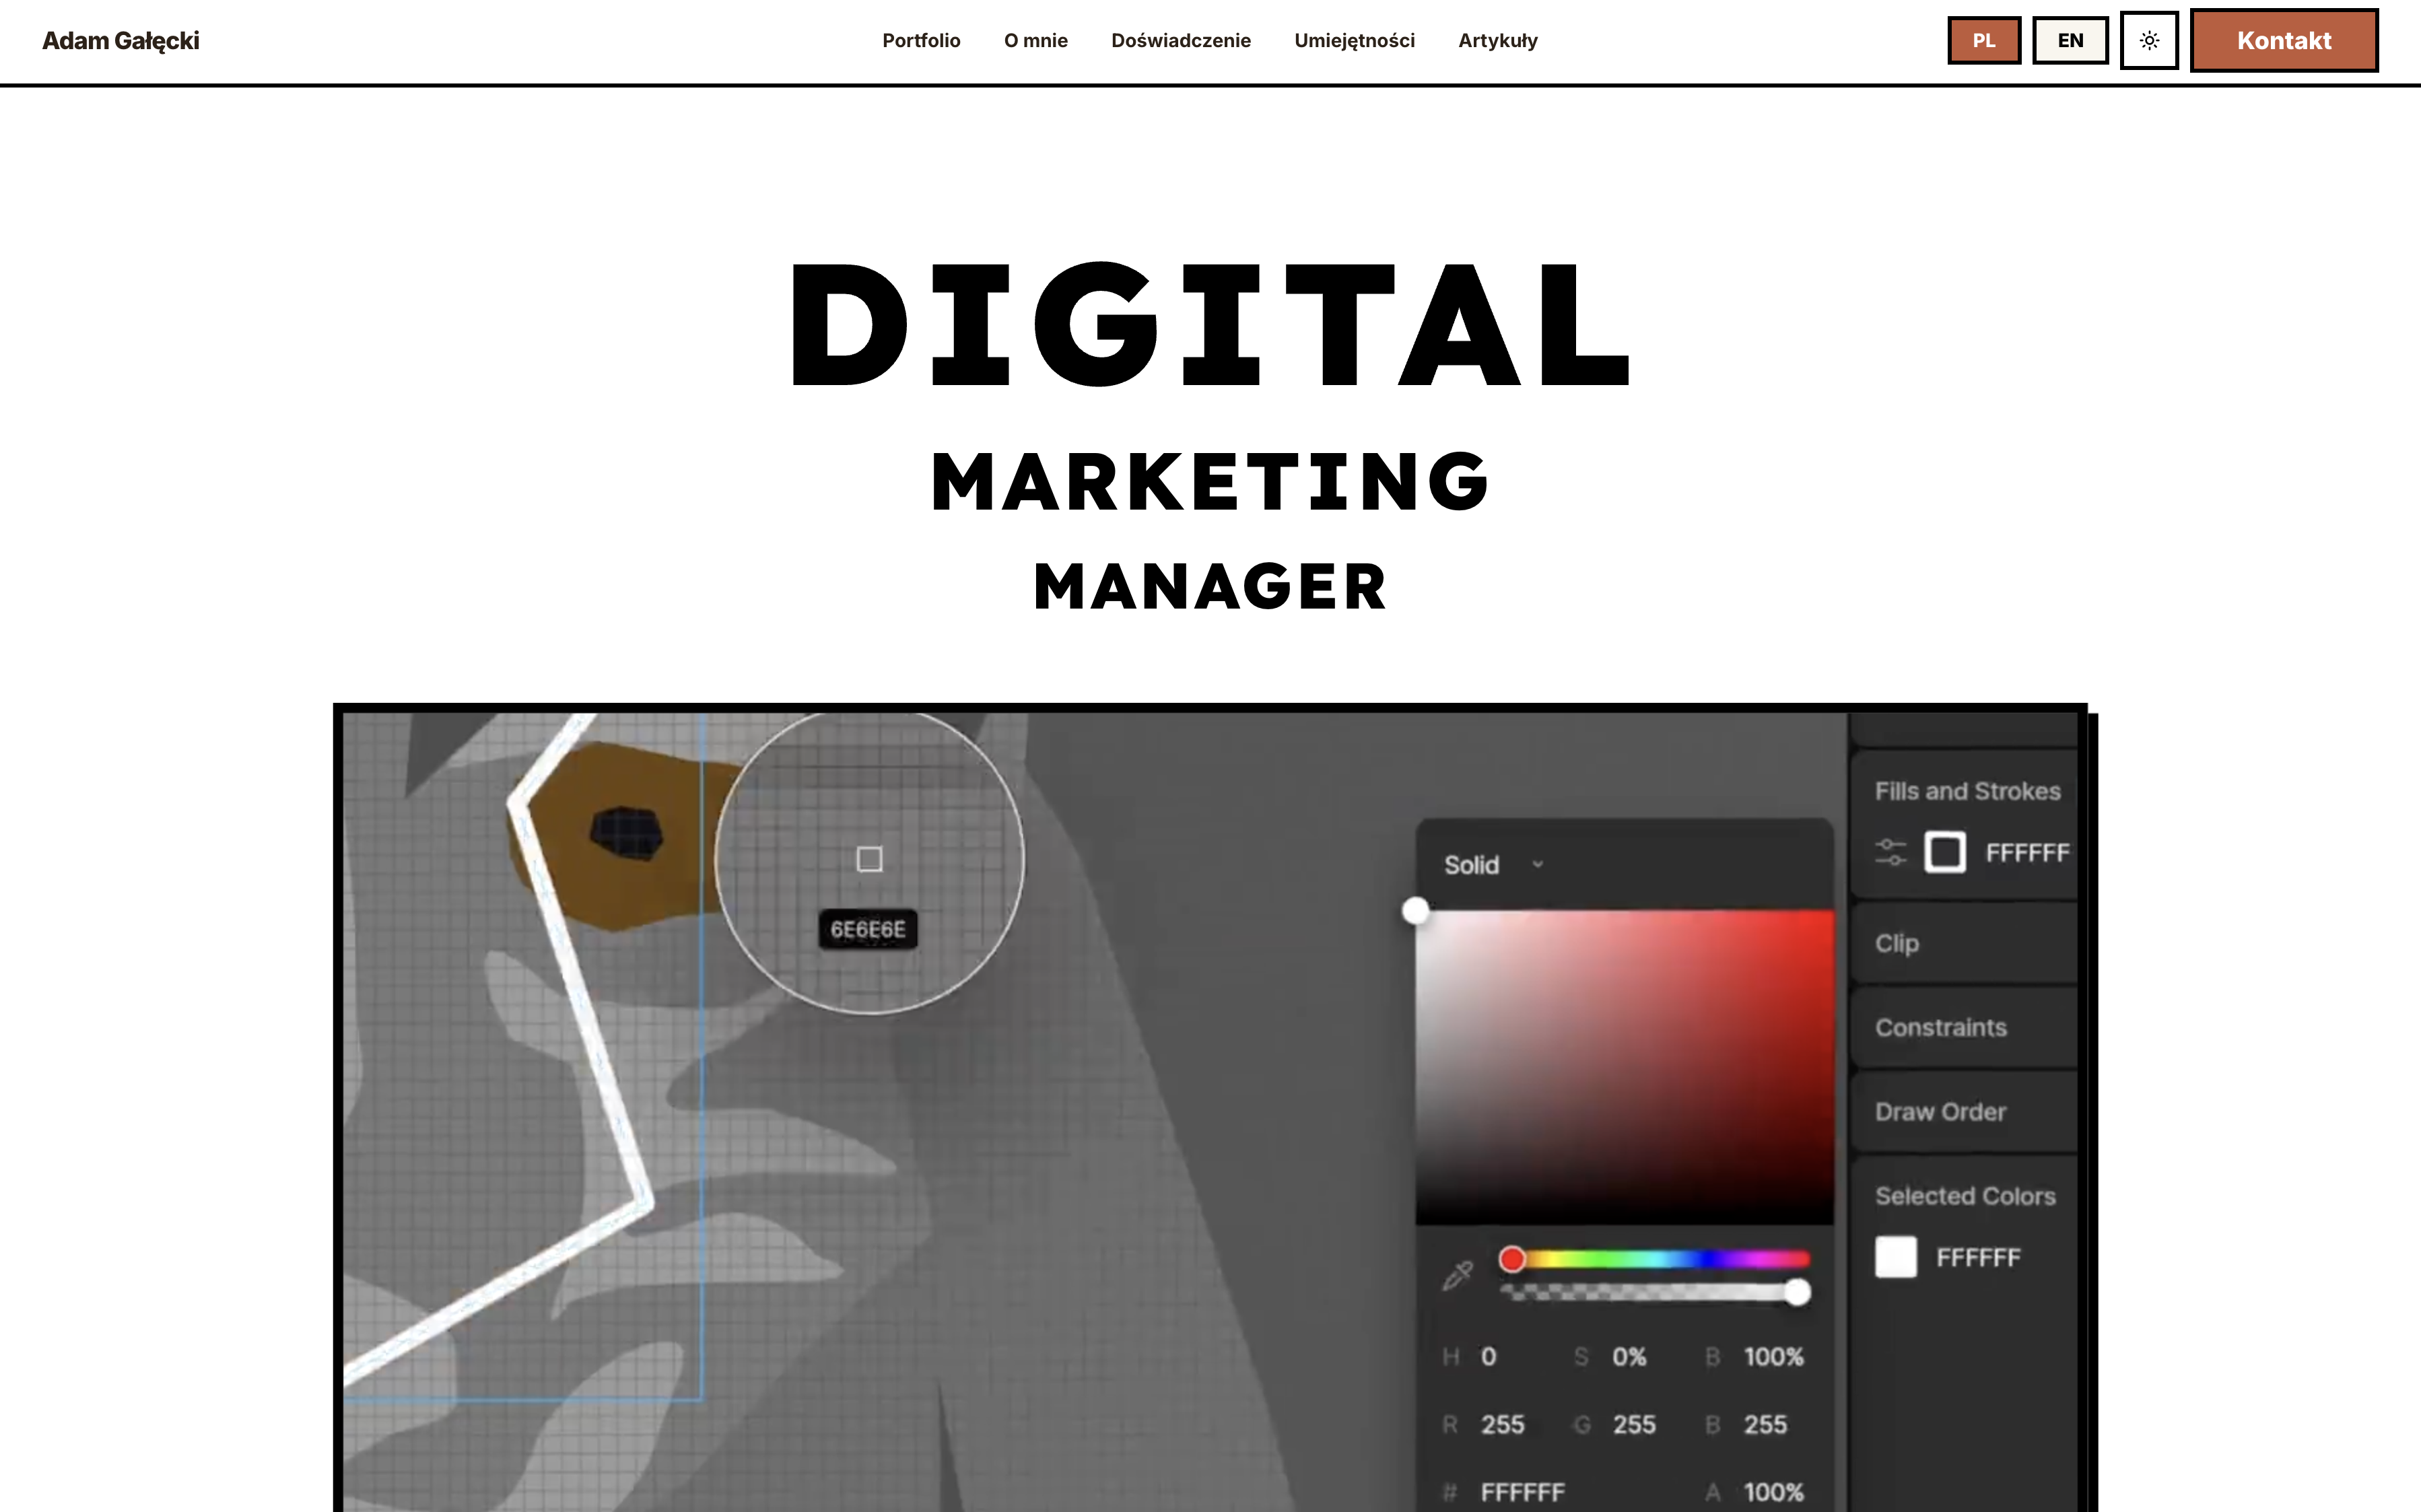 Adam Gałęcki
Portfolio
O mnie
Doświadczenie
Umiejętności
Artykuły
PL
EN
Kontakt
DIGITAL
MARKETING
MANAGER
6E6E6E
Solid
H 0 S 0% B 100%
R 255 G 255 B 255
# FFFFFF A 100%
Fills and Strokes
FFFFFF
Clip
Constraints
Draw Order
Selected Colors
FFFFFF